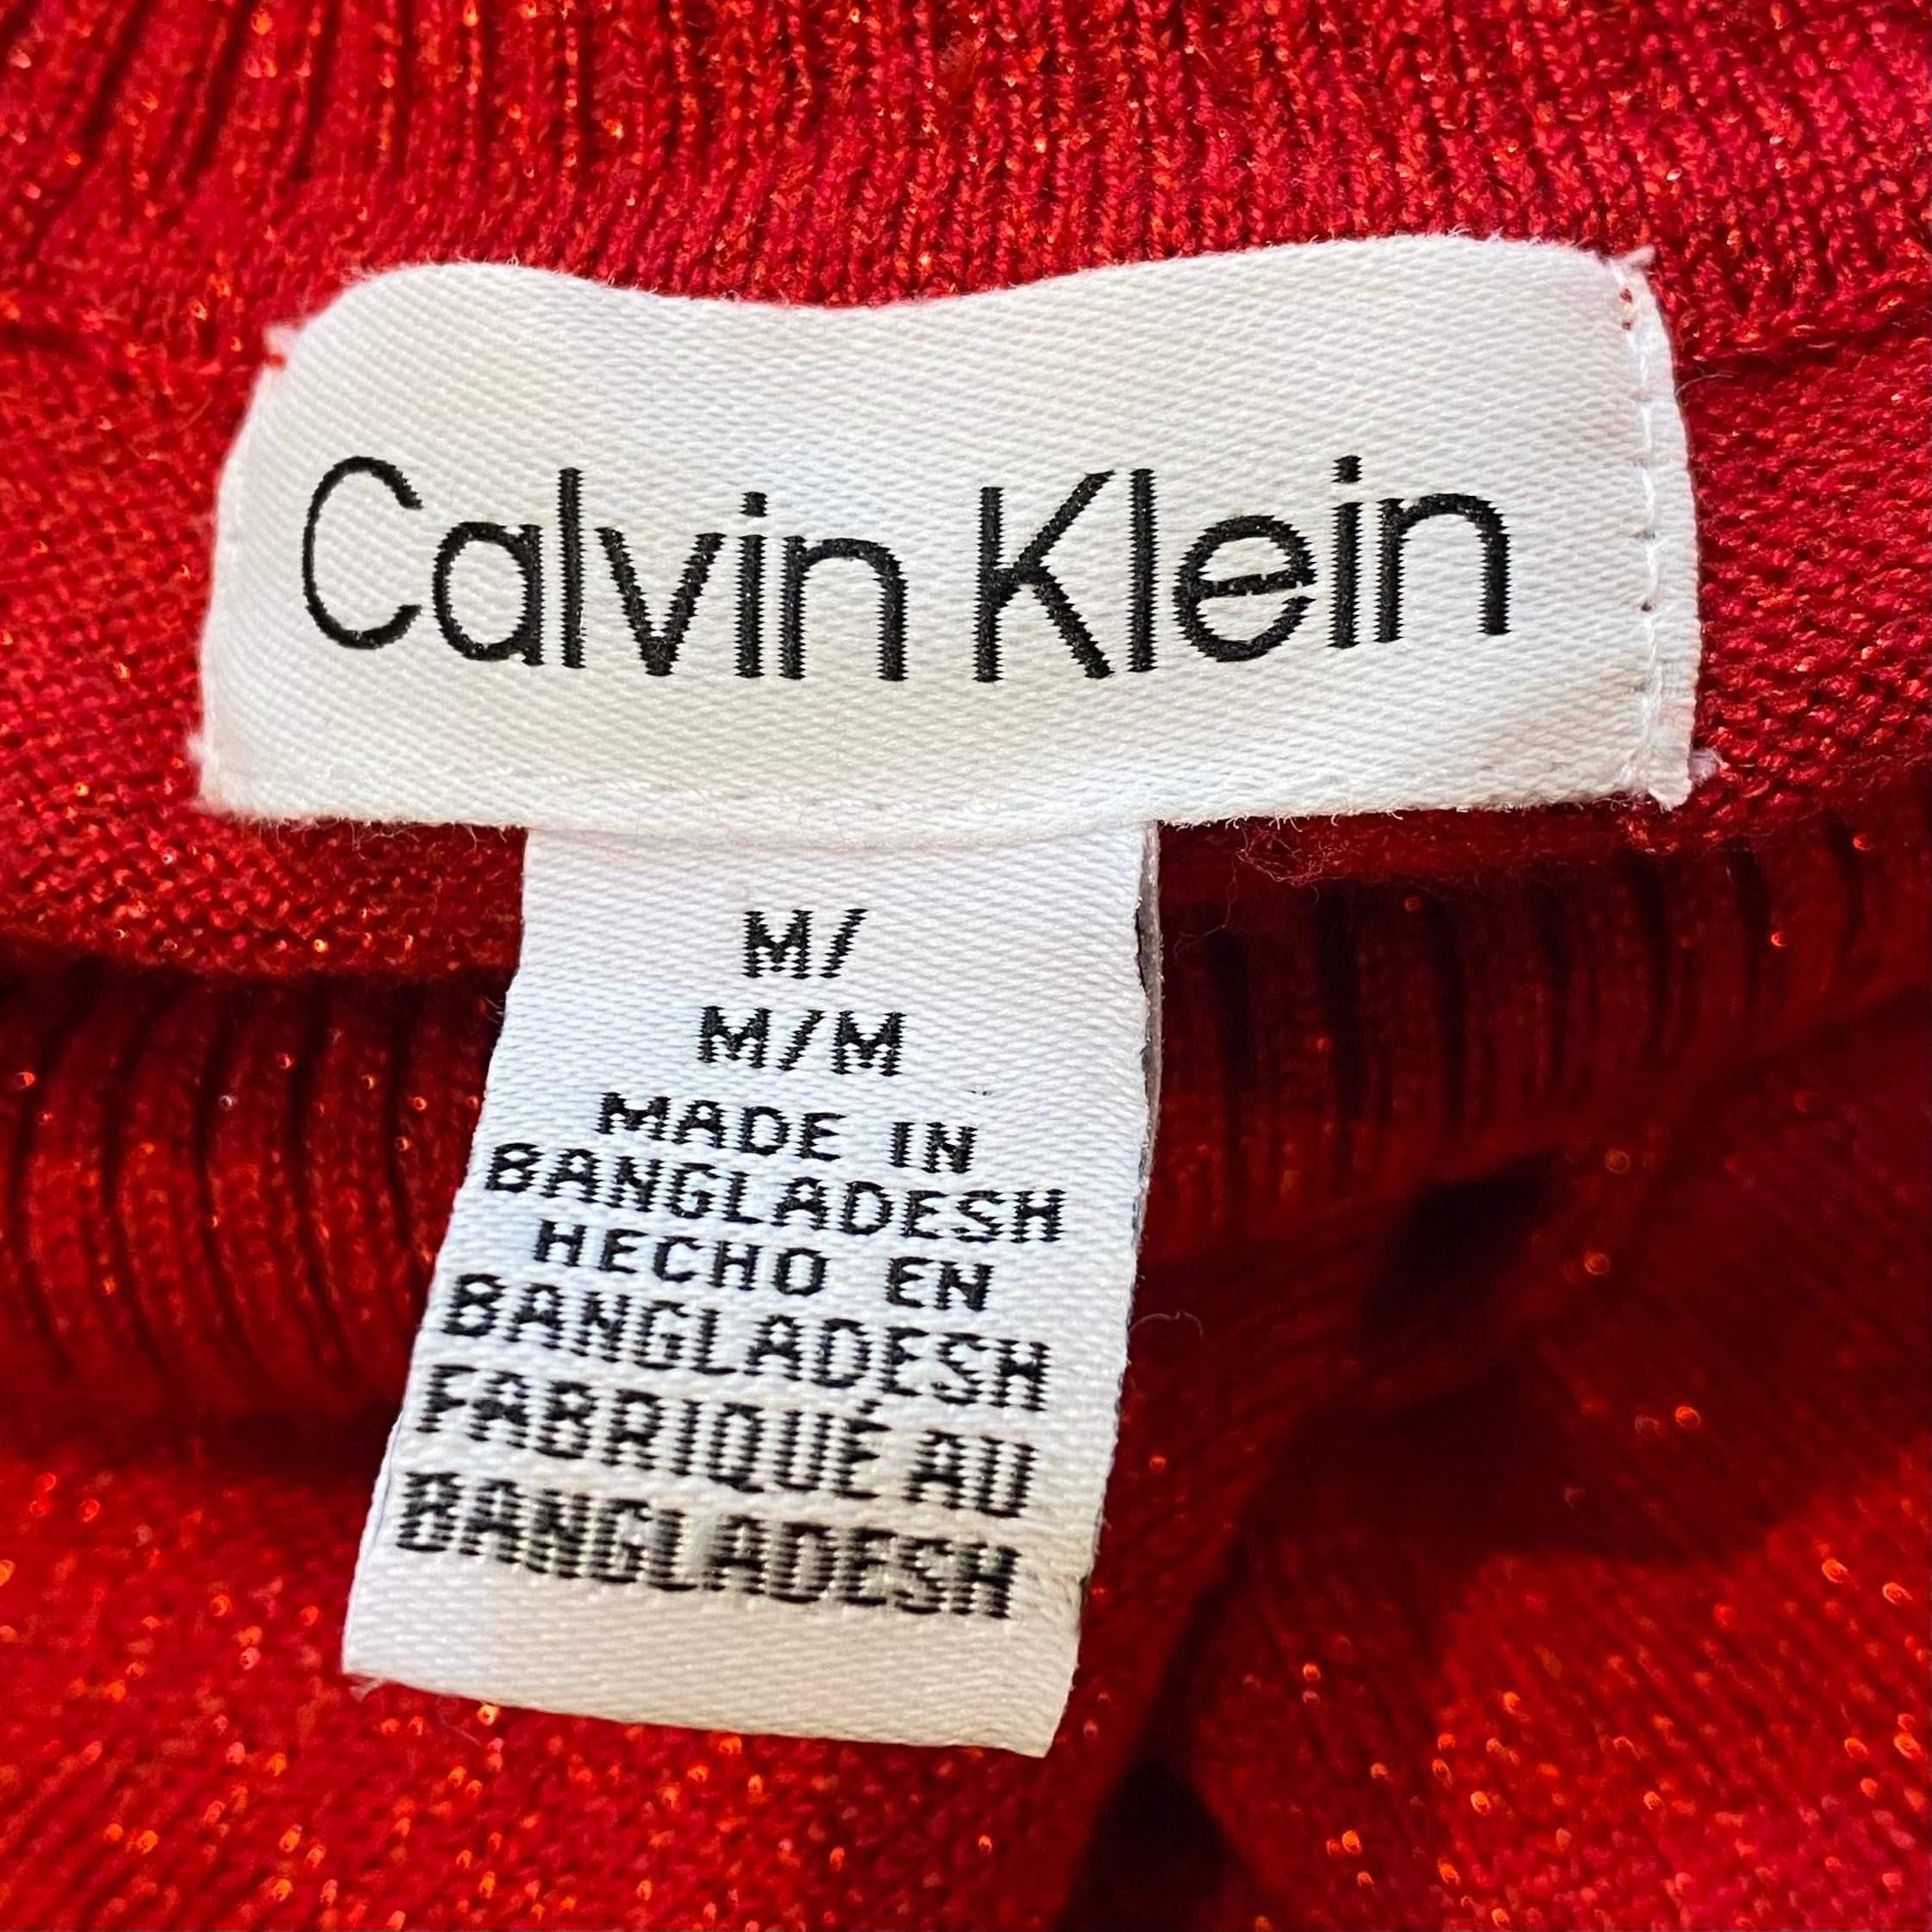 Calvin Klein
M/
M/M
MADE IN
BANGLADESH
HECHO EN
BANGLADESH
FABRIQUÉ AU
BANGLADESH